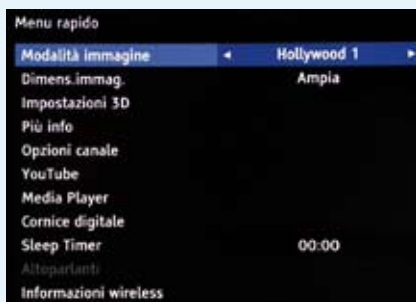 Menu rapido
Modalità immagine ◄ Hollywood 1 ►
Dimens.immag. Ampia
Impostazioni 3D
Più info
Opzioni canale
YouTube
Media Player
Cornice digitale
Sleep Timer 00:00
Altoparlanti
Informazioni wireless